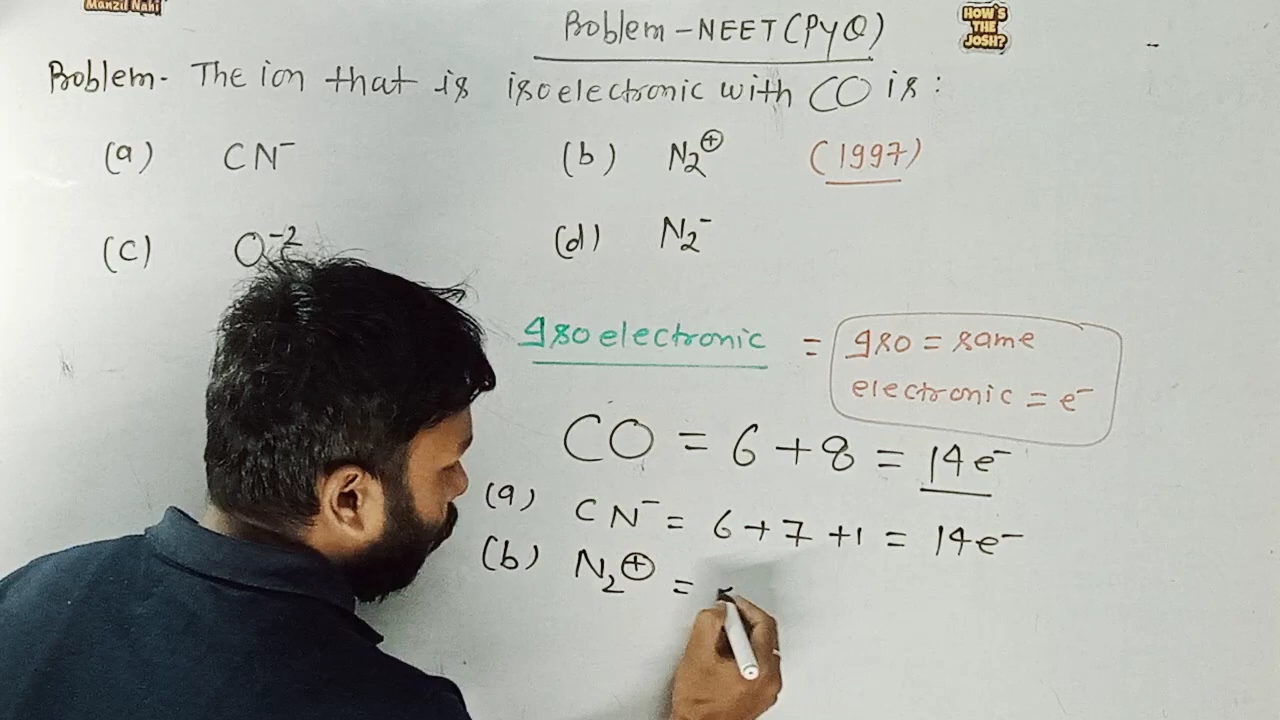 Manzil Nahi
Problem - NEET (PYQ)
HOW'S
THE
JOSH?
Problem - The ion that is isoelectronic with CO is :
(a) CN⁻ (b) N₂⊕ (1997)
(c) O⁻² (d) N₂⁻
Isoelectronic = Iso = same
electronic = e⁻
CO = 6 + 8 = 14e⁻
(a) CN⁻ = 6 + 7 + 1 = 14e⁻
(b) N₂⊕ =